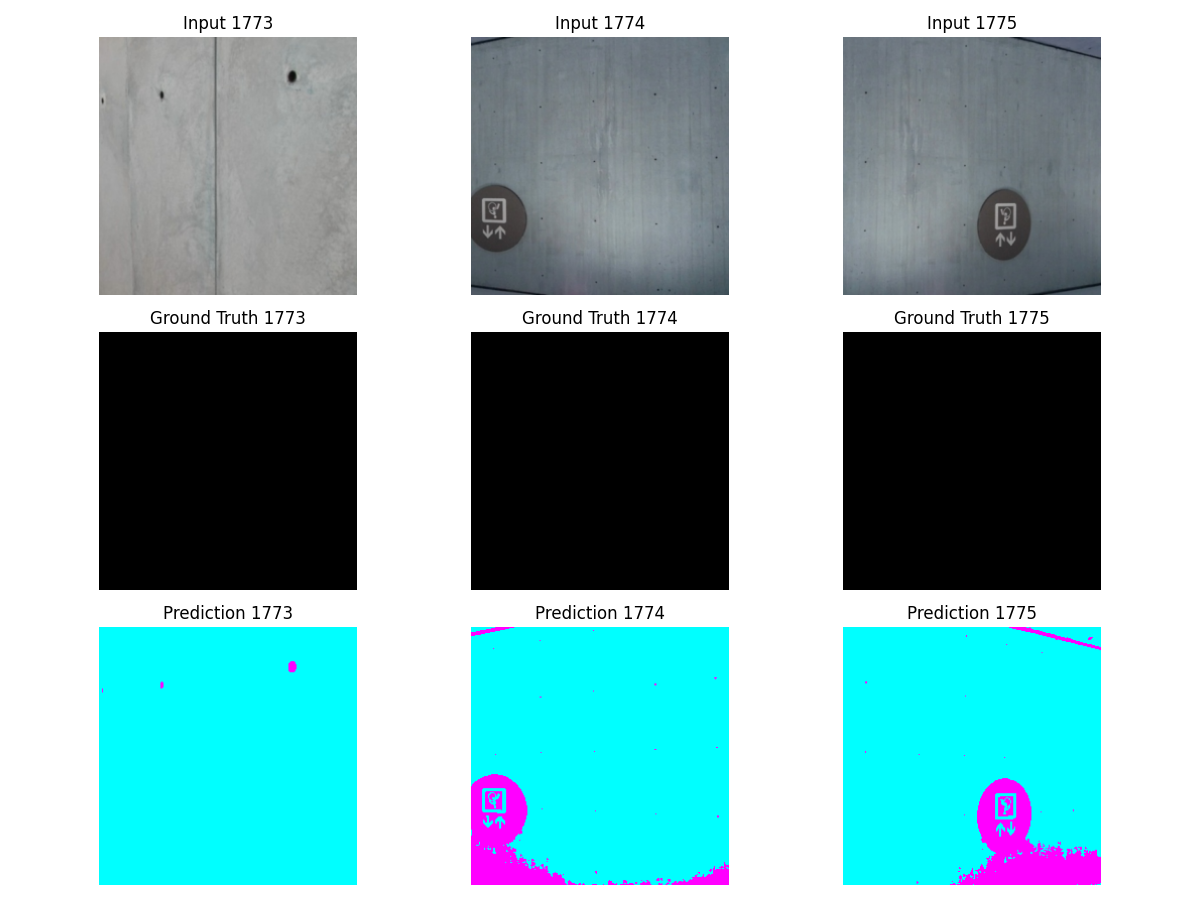 Input 1773
Input 1774
Input 1775
Ground Truth 1773
Ground Truth 1774
Ground Truth 1775
Prediction 1773
Prediction 1774
Prediction 1775